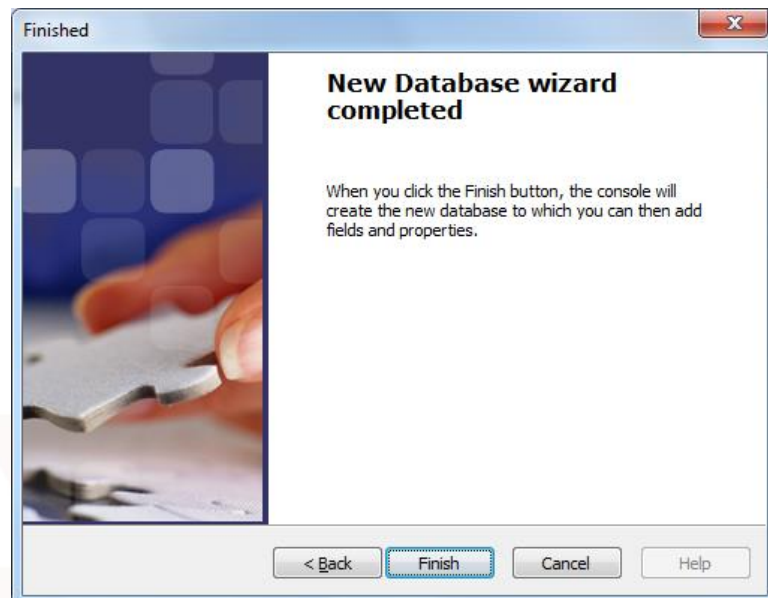 Finished
New Database wizard
completed
When you click the Finish button, the console will
create the new database to which you can then add
fields and properties.
< Back
Finish
Cancel
Help